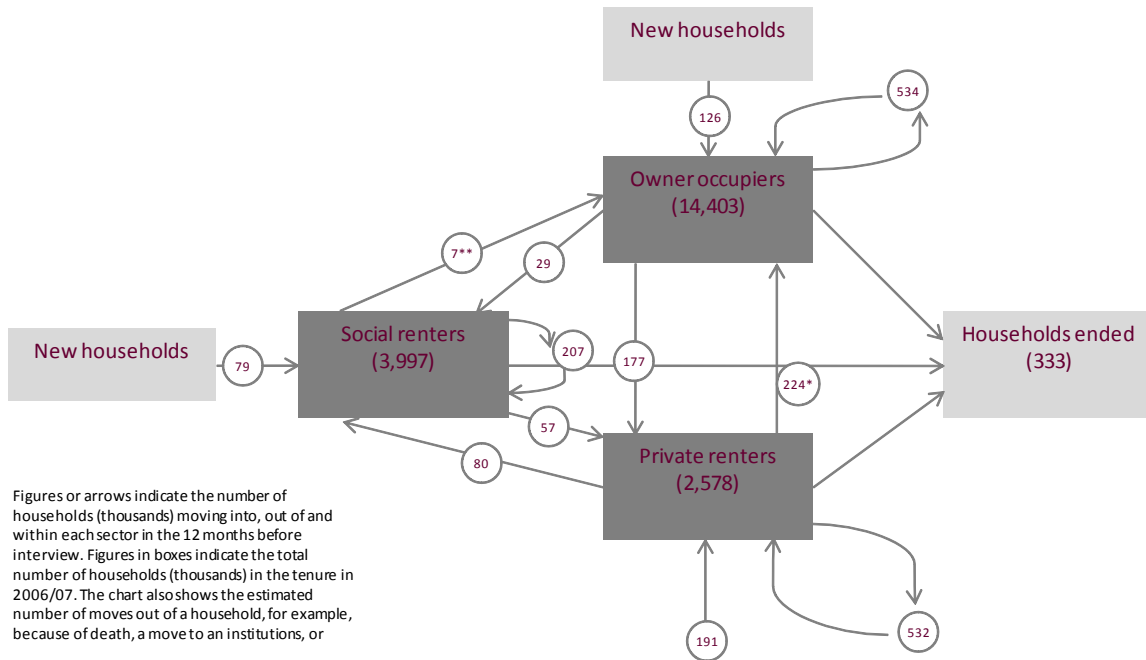 New households
126
534
Owner occupiers
(14,403)
7**
29
New households
79
Social renters
(3,997)
207
177
224*
Households ended
(333)
57
80
Private renters
(2,578)
191
532
Figures or arrows indicate the number of
households (thousands) moving into, out of and
within each sector in the 12 months before
interview. Figures in boxes indicate the total
number of households (thousands) in the tenure in
2006/07. The chart also shows the estimated
number of moves out of a household, for example,
because of death, a move to an institutions, or